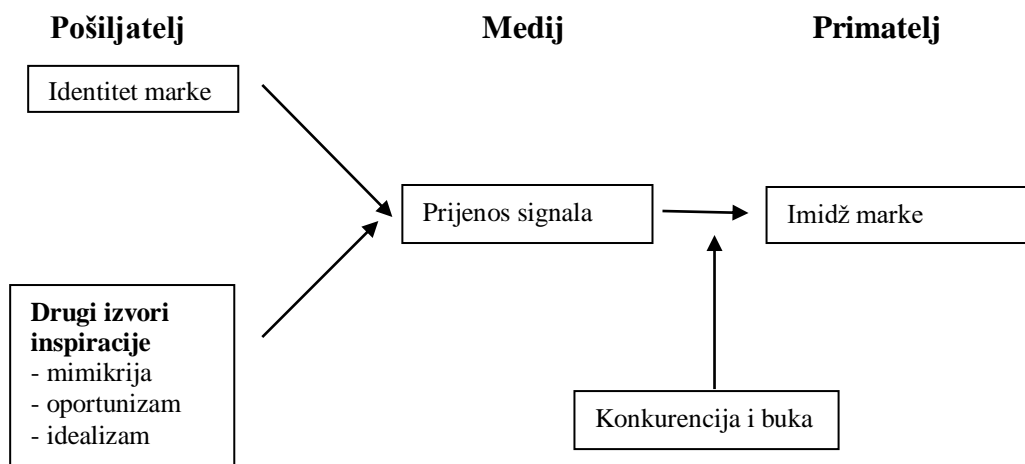 Pošiljatelj
Medij
Primatelj
Identitet marke
Prijenos signala
Imidž marke
Drugi izvori
inspiracije
- mimikrija
- oportunizam
- idealizam
Konkurencija i buka